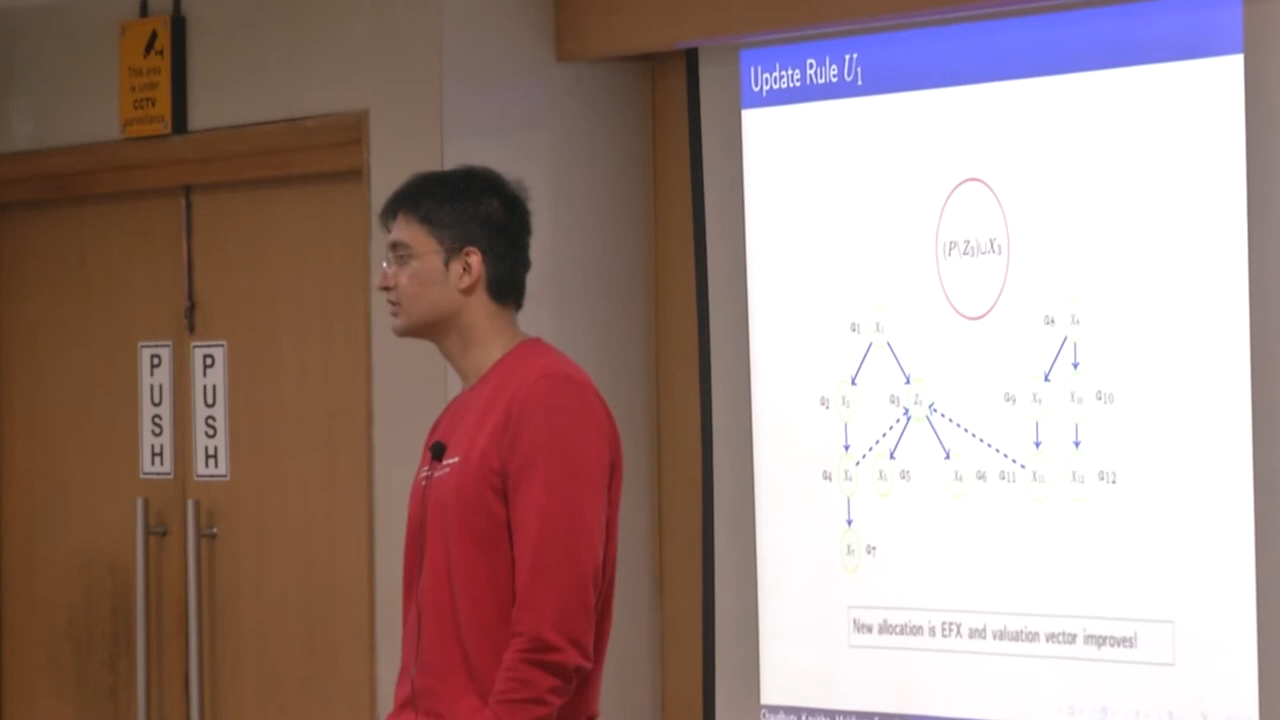 This area
is under
CCTV
surveillance
PUSH
PUSH
Update Rule U₁
(P\Z₃)∪X₃
a₁ X₁
a₈ X₈
a₂ X₂
a₃ Z₃
a₉ X₉
X₁₀ a₁₀
a₄ X₄
X₅ a₅
X₆ a₆
a₁₁ X₁₁
X₁₂ a₁₂
X₇ a₇
New allocation is EFX and valuation vector improves!